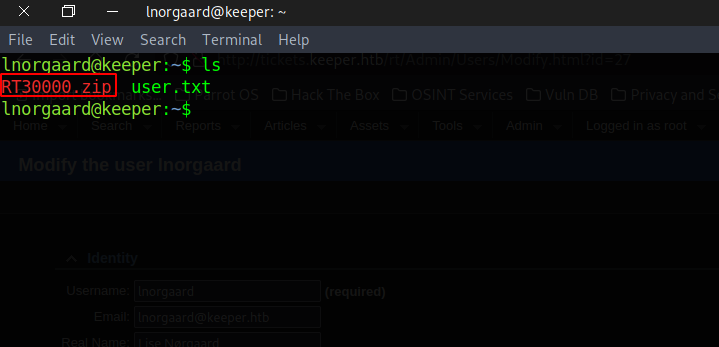 lnorgaard@keeper: ~
File Edit View Search Terminal Help
lnorgaard@keeper:~$ ls
RT30000.zip user.txt
lnorgaard@keeper:~$
http://tickets.keeper.htb/rt/Admin/Users/Modify.html?id=27
Parrot OS Hack The Box OSINT Services Vuln DB Privacy and Se
Home Search Reports Articles Assets Tools Admin Logged in as root
Modify the user lnorgaard
Identity
Username: lnorgaard (required)
Email: lnorgaard@keeper.htb
Real Name: Lise Norgaard